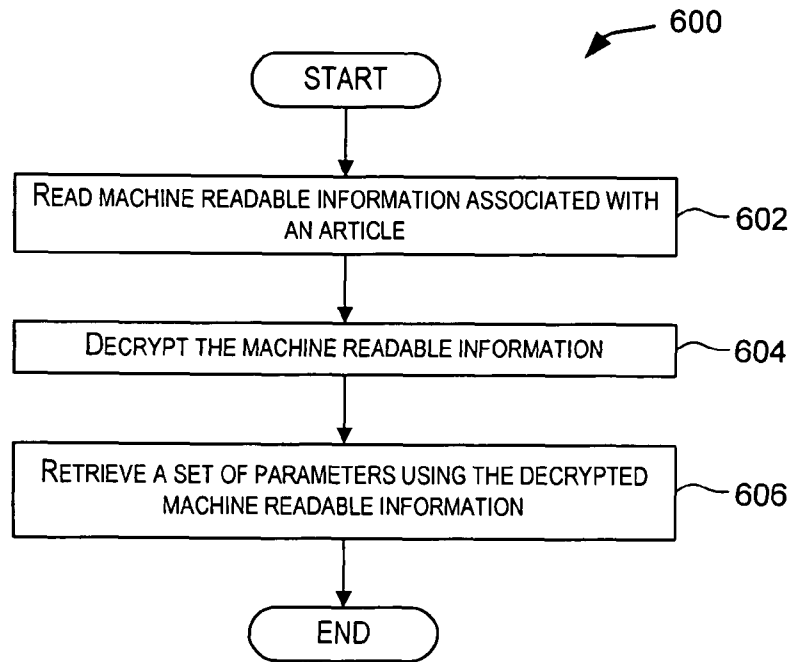 600
START
READ MACHINE READABLE INFORMATION ASSOCIATED WITH
AN ARTICLE
602
DECRYPT THE MACHINE READABLE INFORMATION
604
RETRIEVE A SET OF PARAMETERS USING THE DECRYPTED
MACHINE READABLE INFORMATION
606
END